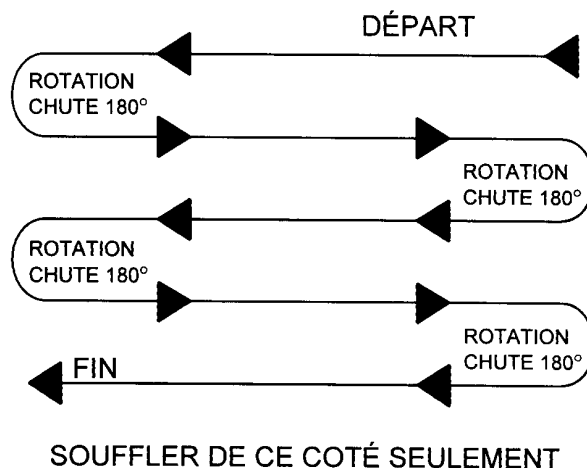 DÉPART
ROTATION
CHUTE 180°
ROTATION
CHUTE 180°
ROTATION
CHUTE 180°
ROTATION
CHUTE 180°
FIN
SOUFFLER DE CE COTÉ SEULEMENT